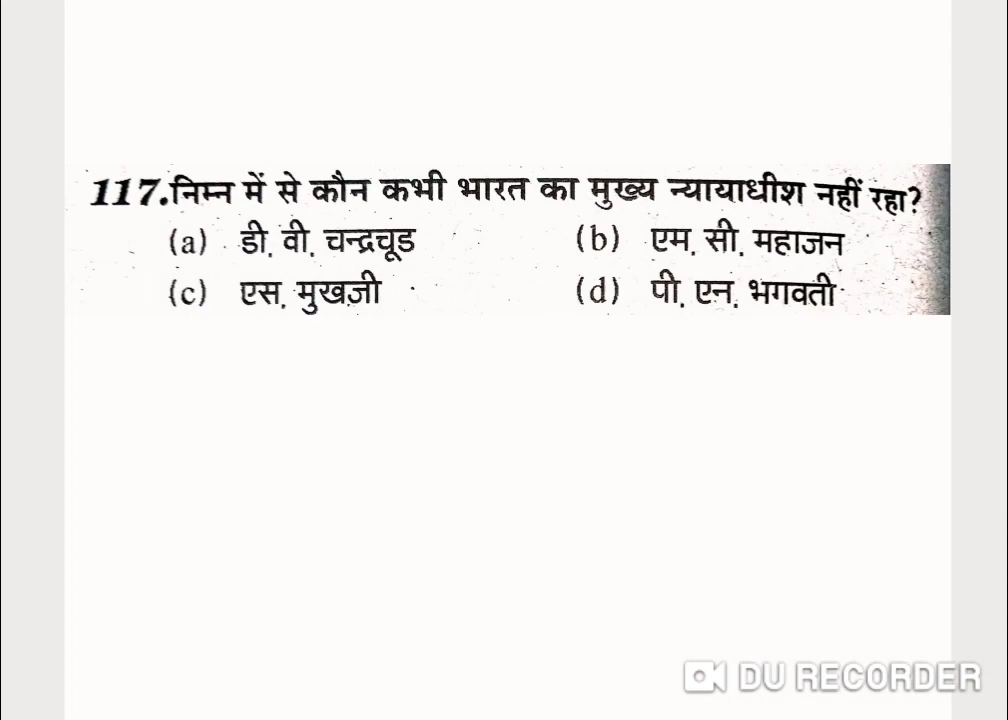 117.निम्न में से कौन कभी भारत का मुख्य न्यायाधीश नहीं रहा?
(a) डी. वी. चन्द्रचूड (b) एम. सी. महाजन
(c) एस. मुखर्जी (d) पी. एन. भगवती
DU RECORDER